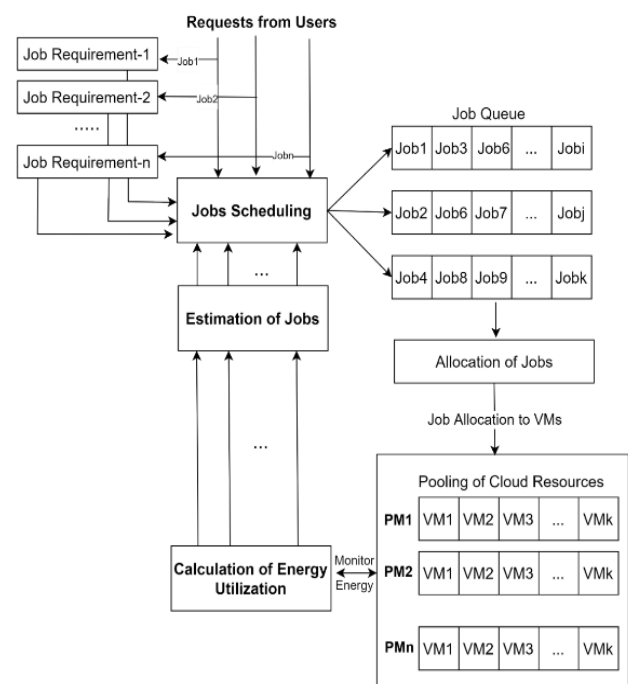 Requests from Users
Job Requirement-1
Job1
Job Requirement-2
Job2
.....
Job Requirement-n
Jobn
Jobs Scheduling
Job Queue
Job1 Job3 Job6 ... Jobi
Job2 Job6 Job7 ... Jobj
Job4 Job8 Job9 ... Jobk
...
Estimation of Jobs
Allocation of Jobs
Job Allocation to VMs
...
Pooling of Cloud Resources
PM1 VM1 VM2 VM3 ... VMk
PM2 VM1 VM2 VM3 ... VMk
PMn VM1 VM2 VM3 ... VMk
Calculation of Energy
Utilization
Monitor
Energy